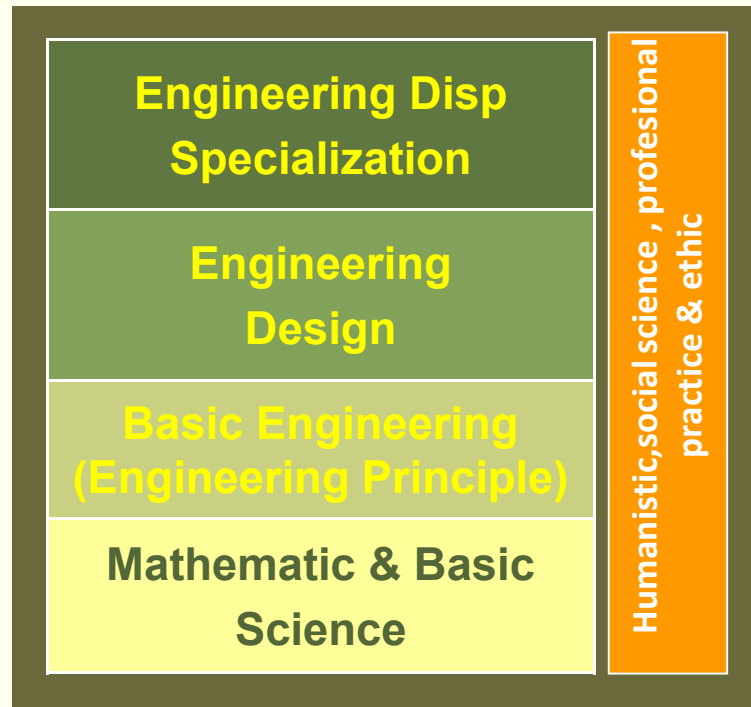 Engineering Disp
Specialization
Engineering
Design
Basic Engineering
(Engineering Principle)
Mathematic & Basic
Science
Humanistic,social science , profesional
practice & ethic